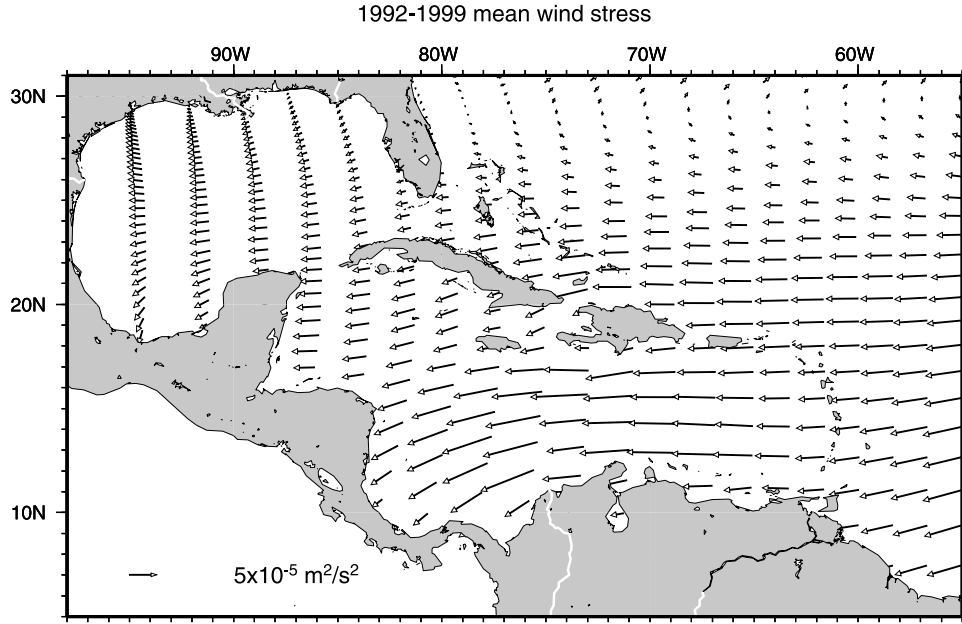 1992-1999 mean wind stress
90W 80W 70W 60W
30N
20N
10N
5x10⁻⁵ m²/s²